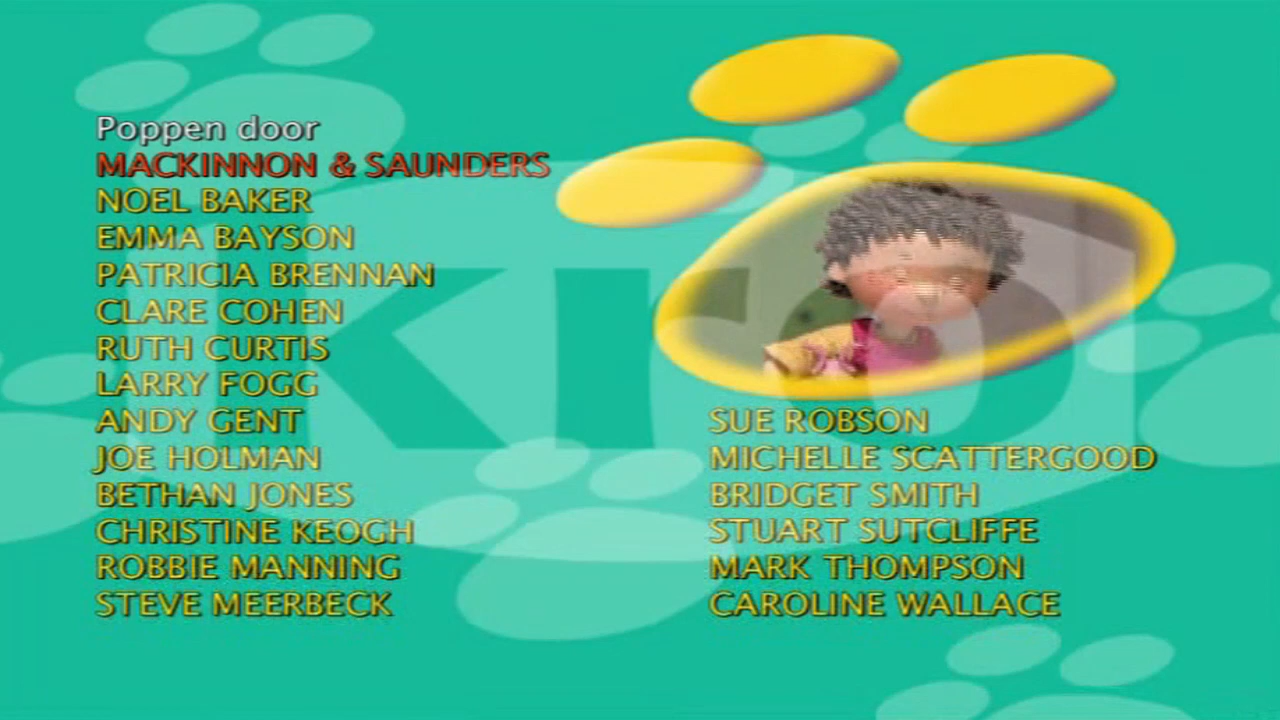 Poppen door
MACKINNON & SAUNDERS
NOEL BAKER
EMMA BAYSON
PATRICIA BRENNAN
CLARE COHEN
RUTH CURTIS
LARRY FOGG
ANDY GENT
JOE HOLMAN
BETHAN JONES
CHRISTINE KEOGH
ROBBIE MANNING
STEVE MEERBECK
SUE ROBSON
MICHELLE SCATTERGOOD
BRIDGET SMITH
STUART SUTCLIFFE
MARK THOMPSON
CAROLINE WALLACE
kro